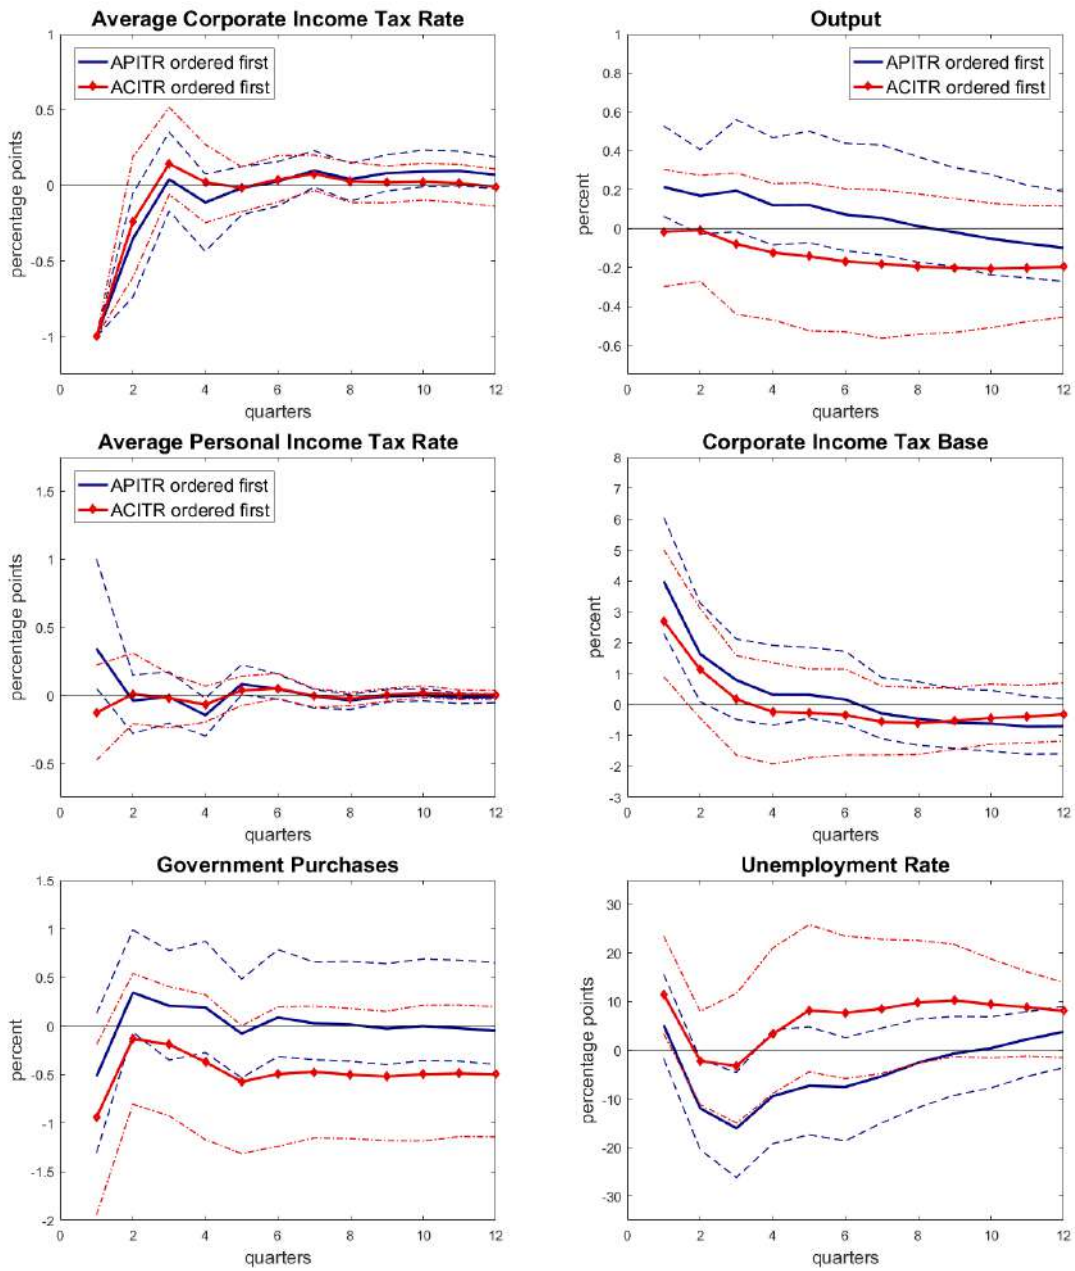 Average Corporate Income Tax Rate
percentage points
1
0.5
0
-0.5
-1
APITR ordered first
ACITR ordered first
0 2 4 6 8 10 12
quarters
Output
percent
1
0.8
0.6
0.4
0.2
0
-0.2
-0.4
-0.6
APITR ordered first
ACITR ordered first
0 2 4 6 8 10 12
quarters
Average Personal Income Tax Rate
percentage points
1.5
1
0.5
0
-0.5
APITR ordered first
ACITR ordered first
0 2 4 6 8 10 12
quarters
Corporate Income Tax Base
percent
8
7
6
5
4
3
2
1
0
-1
-2
-3
0 2 4 6 8 10 12
quarters
Government Purchases
percent
1.5
1
0.5
0
-0.5
-1
-1.5
-2
0 2 4 6 8 10 12
quarters
Unemployment Rate
percentage points
30
20
10
0
-10
-20
-30
0 2 4 6 8 10 12
quarters